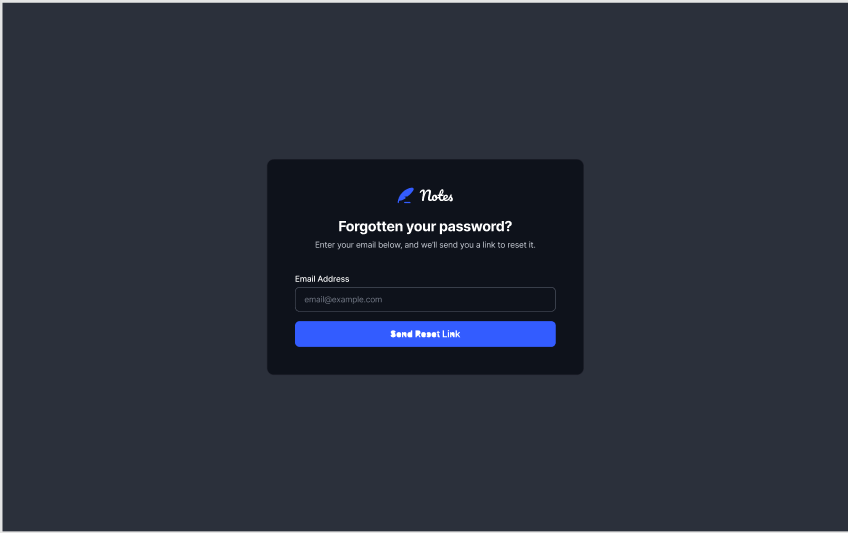 Notes
Forgotten your password?
Enter your email below, and we'll send you a link to reset it.
Email Address
email@example.com
Send Reset Link